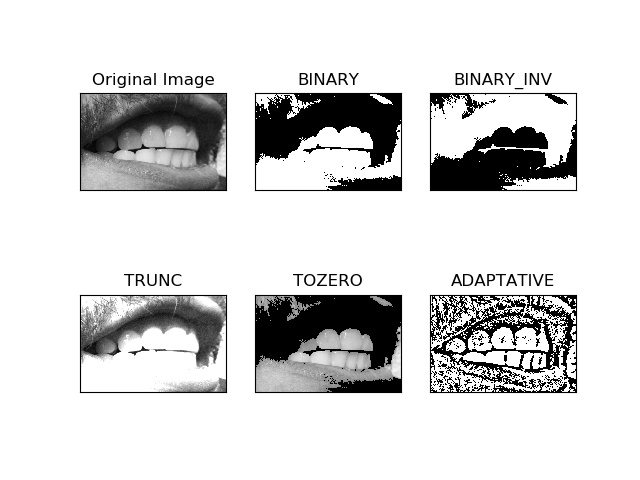 Original Image
BINARY
BINARY_INV
TRUNC
TOZERO
ADAPTATIVE